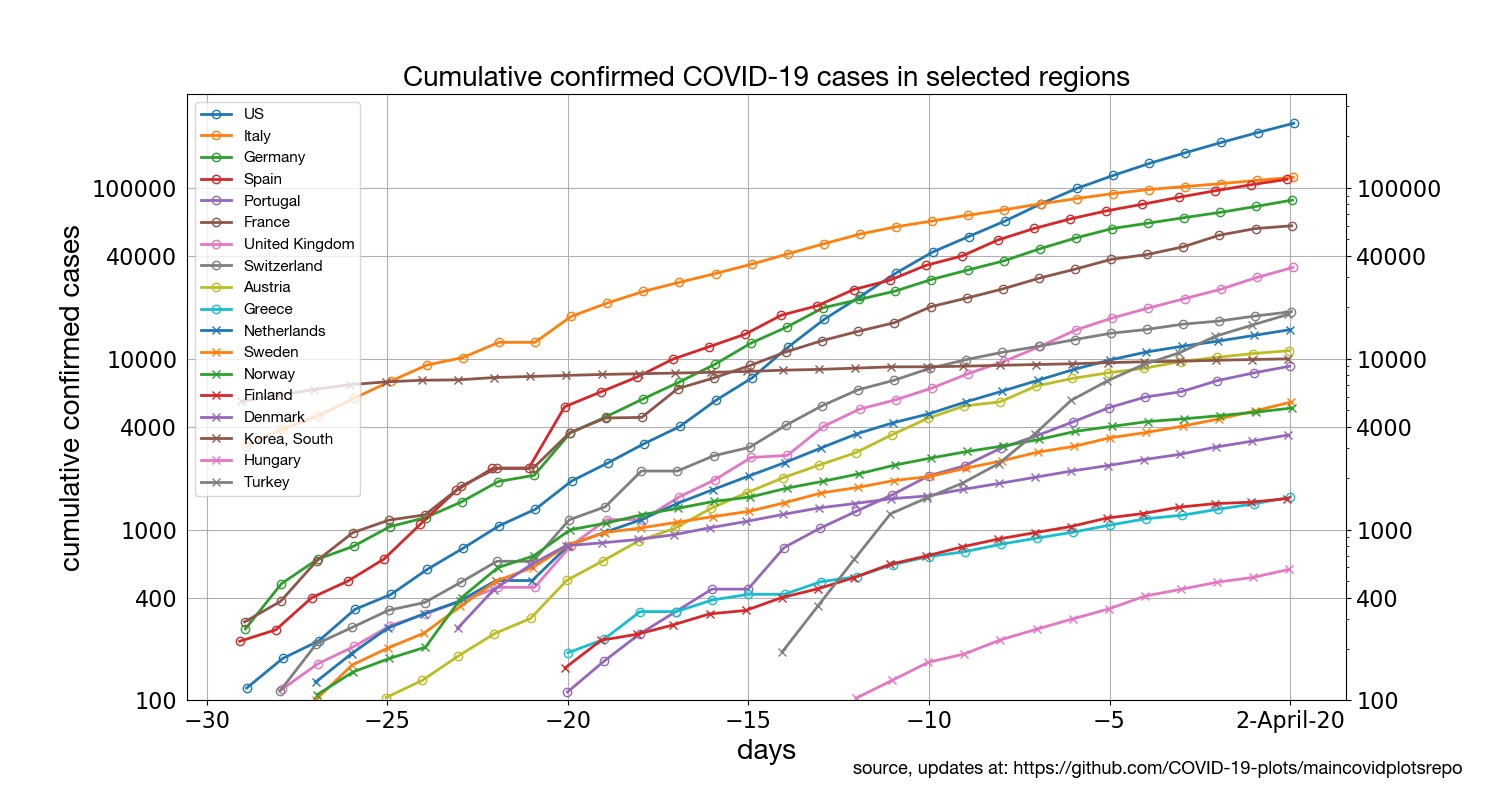 Cumulative confirmed COVID-19 cases in selected regions
US
Italy
Germany
Spain
Portugal
France
United Kingdom
Switzerland
Austria
Greece
Netherlands
Sweden
Norway
Finland
Denmark
Korea, South
Hungary
Turkey
cumulative confirmed cases
100000
40000
10000
4000
1000
400
100
100000
40000
10000
4000
1000
400
100
−30 −25 −20 −15 −10 −5 2-April-20
days
source, updates at: https://github.com/COVID-19-plots/maincovidplotsrepo